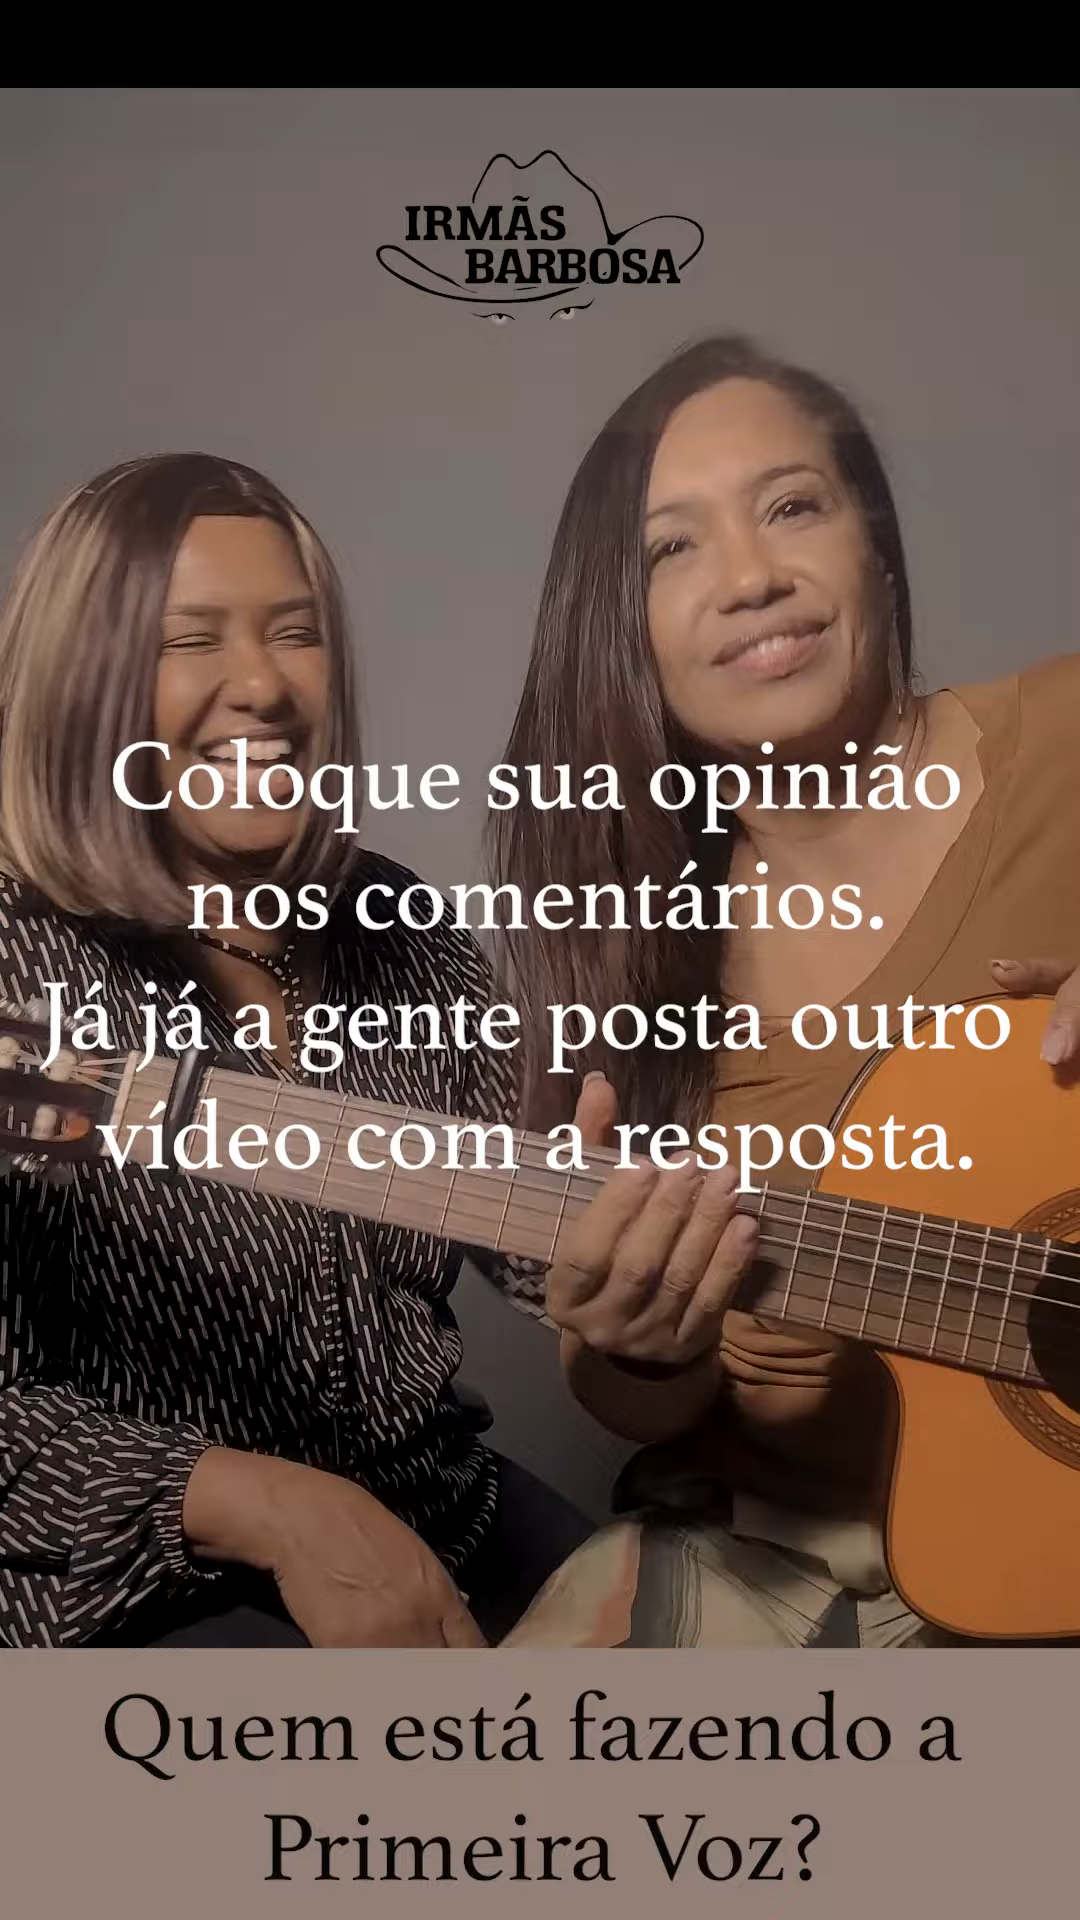 IRMÃS
BARBOSA
Coloque sua opinião
nos comentários.
Já já a gente posta outro
vídeo com a resposta.
Quem está fazendo a
Primeira Voz?